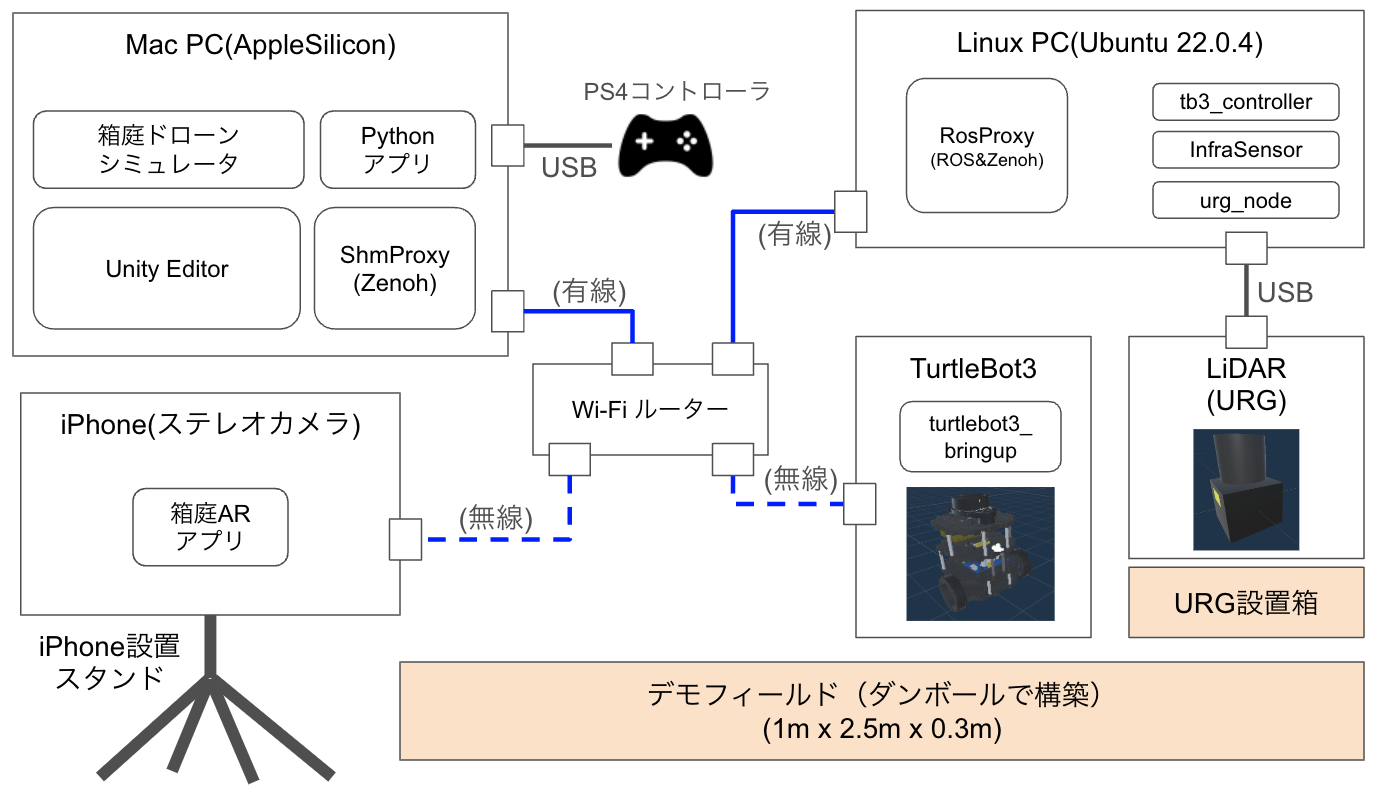 Mac PC(AppleSilicon)
箱庭ドローン
シミュレータ
Python
アプリ
Unity Editor
ShmProxy
(Zenoh)
PS4コントローラ
USB
Linux PC(Ubuntu 22.0.4)
RosProxy
(ROS&Zenoh)
tb3_controller
InfraSensor
urg_node
(有線)
(有線)
USB
Wi-Fi ルーター
iPhone(ステレオカメラ)
箱庭AR
アプリ
(無線)
(無線)
TurtleBot3
turtlebot3_
bringup
LiDAR
(URG)
URG設置箱
iPhone設置
スタンド
デモフィールド（ダンボールで構築）
(1m x 2.5m x 0.3m)